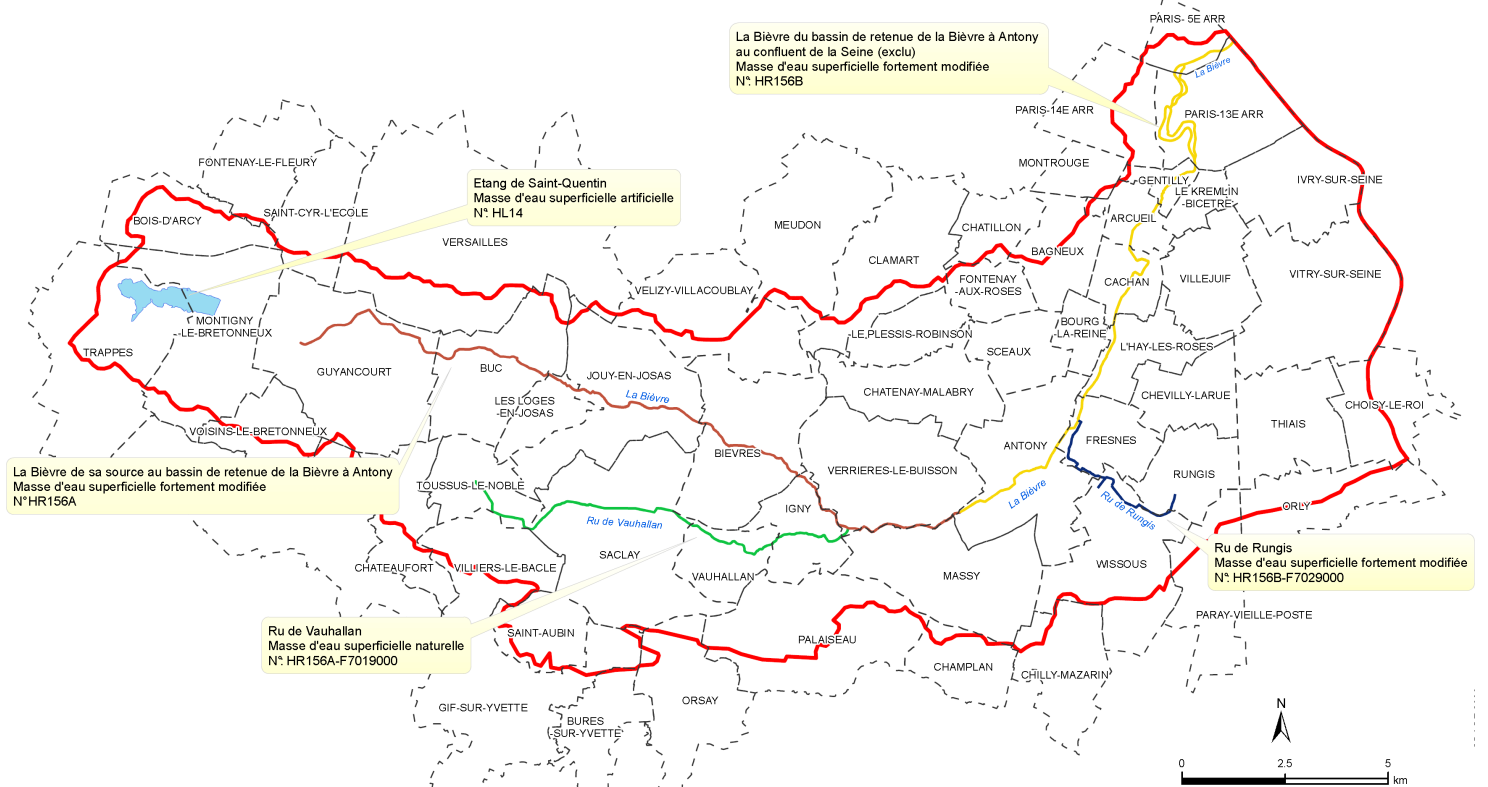 PARIS- 5E ARR
La Bièvre du bassin de retenue de la Bièvre à Antony
au confluent de la Seine (exclu)
Masse d'eau superficielle fortement modifiée
N°: HR156B
La Bièvre
PARIS-14E ARR
PARIS-13E ARR
FONTENAY-LE-FLEURY
MONTROUGE
Etang de Saint-Quentin
Masse d'eau superficielle artificielle
N°: HL14
GENTILLY
IVRY-SUR-SEINE
LE KREMLIN
BICETRE
BOIS-D'ARCY
SAINT-CYR-L'ECOLE
ARCUEIL
MEUDON
CHATILLON
VERSAILLES
BAGNEUX
CLAMART
VITRY-SUR-SEINE
FONTENAY
-AUX-ROSES
CACHAN
VILLEJUIF
VELIZY-VILLACOUBLAY
MONTIGNY
-LE-BRETONNEUX
BOURG
LA-REINE
LE PLESSIS-ROBINSON
L'HAY-LES-ROSES
TRAPPES
SCEAUX
GUYANCOURT
BUC
JOUY-EN-JOSAS
CHATENAY-MALABRY
La Bièvre
CHEVILLY-LARUE
LES LOGES
-EN-JOSAS
CHOISY-LE-ROI
THIAIS
VOISINS-LE-BRETONNEUX
ANTONY
FRESNES
BIEVRES
La Bièvre de sa source au bassin de retenue de la Bièvre à Antony
Masse d'eau superficielle fortement modifiée
N°HR156A
VERRIERES-LE-BUISSON
RUNGIS
TOUSSUS-LE-NOBLE
La Bièvre
IGNY
Ru de Rungis
ORLY
Ru de Vauhallan
SACLAY
Ru de Rungis
Masse d'eau superficielle fortement modifiée
N°: HR156B-F7029000
CHATEAUFORT
VILLIERS-LE-BACLE
WISSOUS
VAUHALLAN
MASSY
PARAY-VIEILLE-POSTE
Ru de Vauhallan
Masse d'eau superficielle naturelle
N°: HR156A-F7019000
SAINT-AUBIN
PALAISEAU
CHAMPLAN
CHILLY-MAZARIN
ORSAY
GIF-SUR-YVETTE
BURES
-SUR-YVETTE
N
0 2.5 5
km